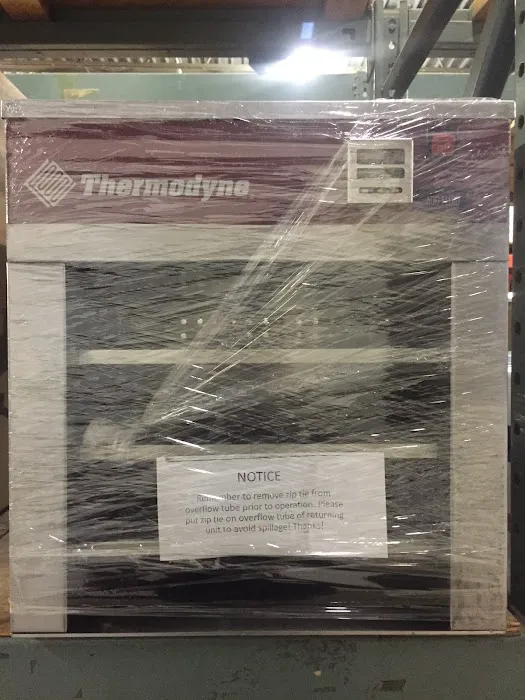 Thermodyne
NOTICE
Remember to remove zip tie from
overflow tube prior to operation. Please
put zip tie on overflow tube of returning
unit to avoid spillage! Thanks!